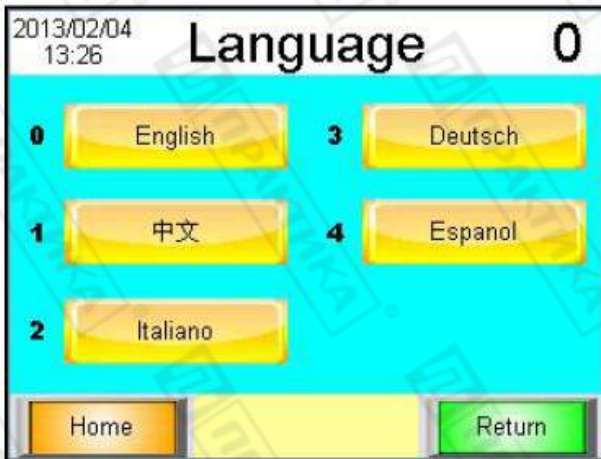 2013/02/04
13:26
Language 0
0 English
3 Deutsch
1 中文
4 Espanol
2 Italiano
Home
Return
ПРАКТИКА